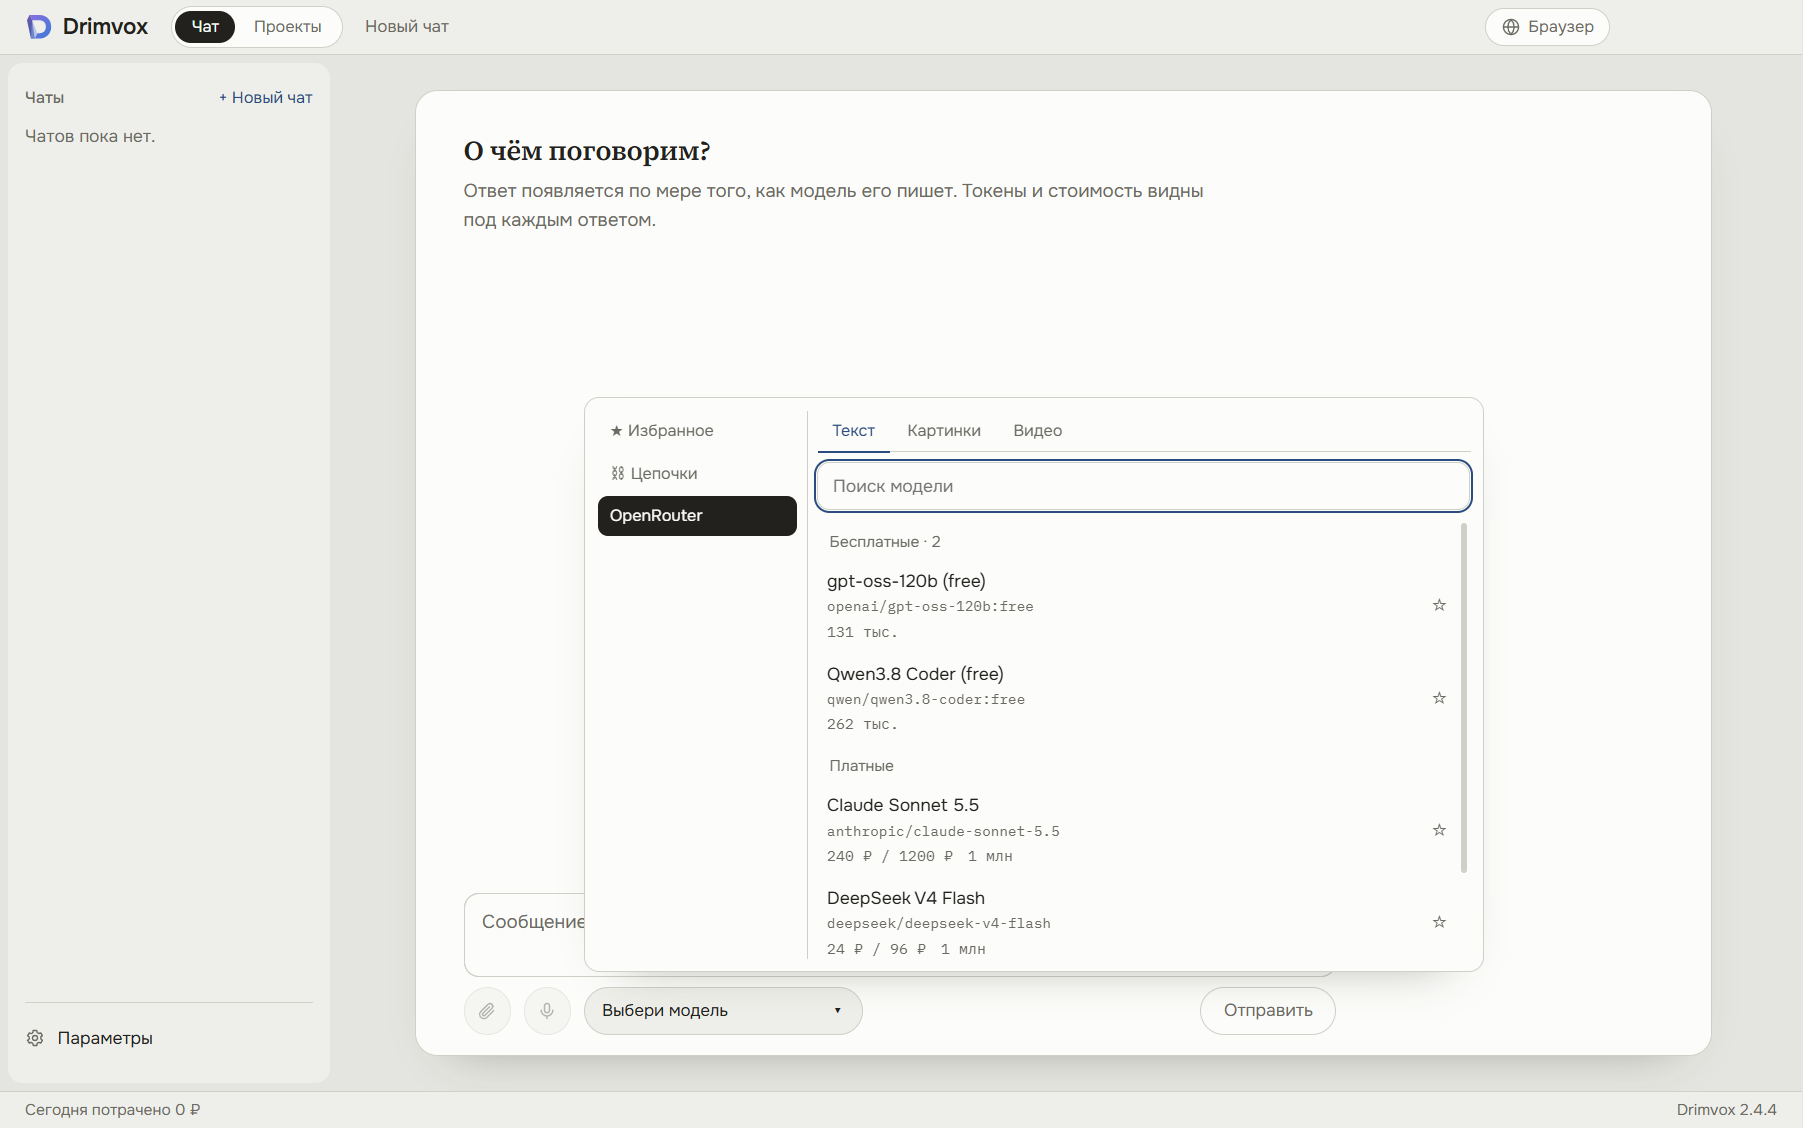 Drimvox
Чат
Проекты
Новый чат
Браузер
Чаты
+ Новый чат
Чатов пока нет.
О чём поговорим?
Ответ появляется по мере того, как модель его пишет. Токены и стоимость видны
под каждым ответом.
★ Избранное
Цепочки
OpenRouter
Текст
Картинки
Видео
Поиск модели
Бесплатные · 2
gpt-oss-120b (free)
openai/gpt-oss-120b:free
131 тыс.
Qwen3.8 Coder (free)
qwen/qwen3.8-coder:free
262 тыс.
Платные
Claude Sonnet 5.5
anthropic/claude-sonnet-5.5
240 ₽ / 1200 ₽ 1 млн
DeepSeek V4 Flash
deepseek/deepseek-v4-flash
24 ₽ / 96 ₽ 1 млн
Сообщение
Выбери модель
Отправить
Параметры
Сегодня потрачено 0 ₽
Drimvox 2.4.4